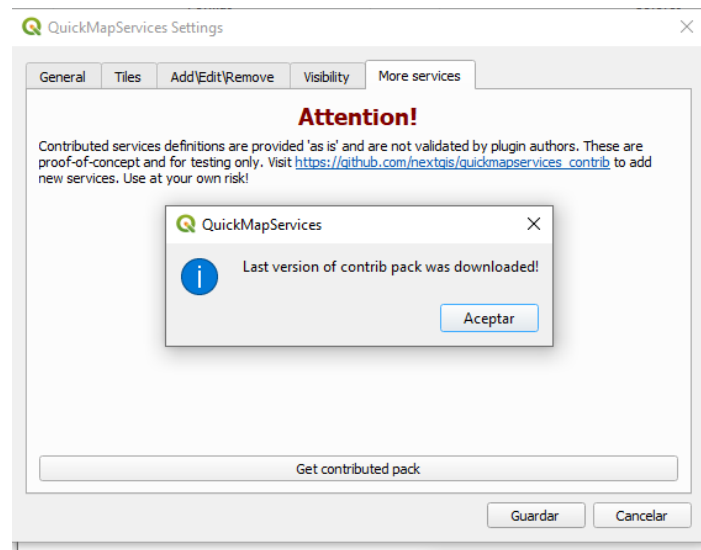 QuickMapServices Settings
General Tiles Add\Edit\Remove Visibility More services
Attention!
Contributed services definitions are provided 'as is' and are not validated by plugin authors. These are
proof-of-concept and for testing only. Visit https://github.com/nextgis/quickmapservices_contrib to add
new services. Use at your own risk!
QuickMapServices
Last version of contrib pack was downloaded!
Aceptar
Get contributed pack
Guardar Cancelar